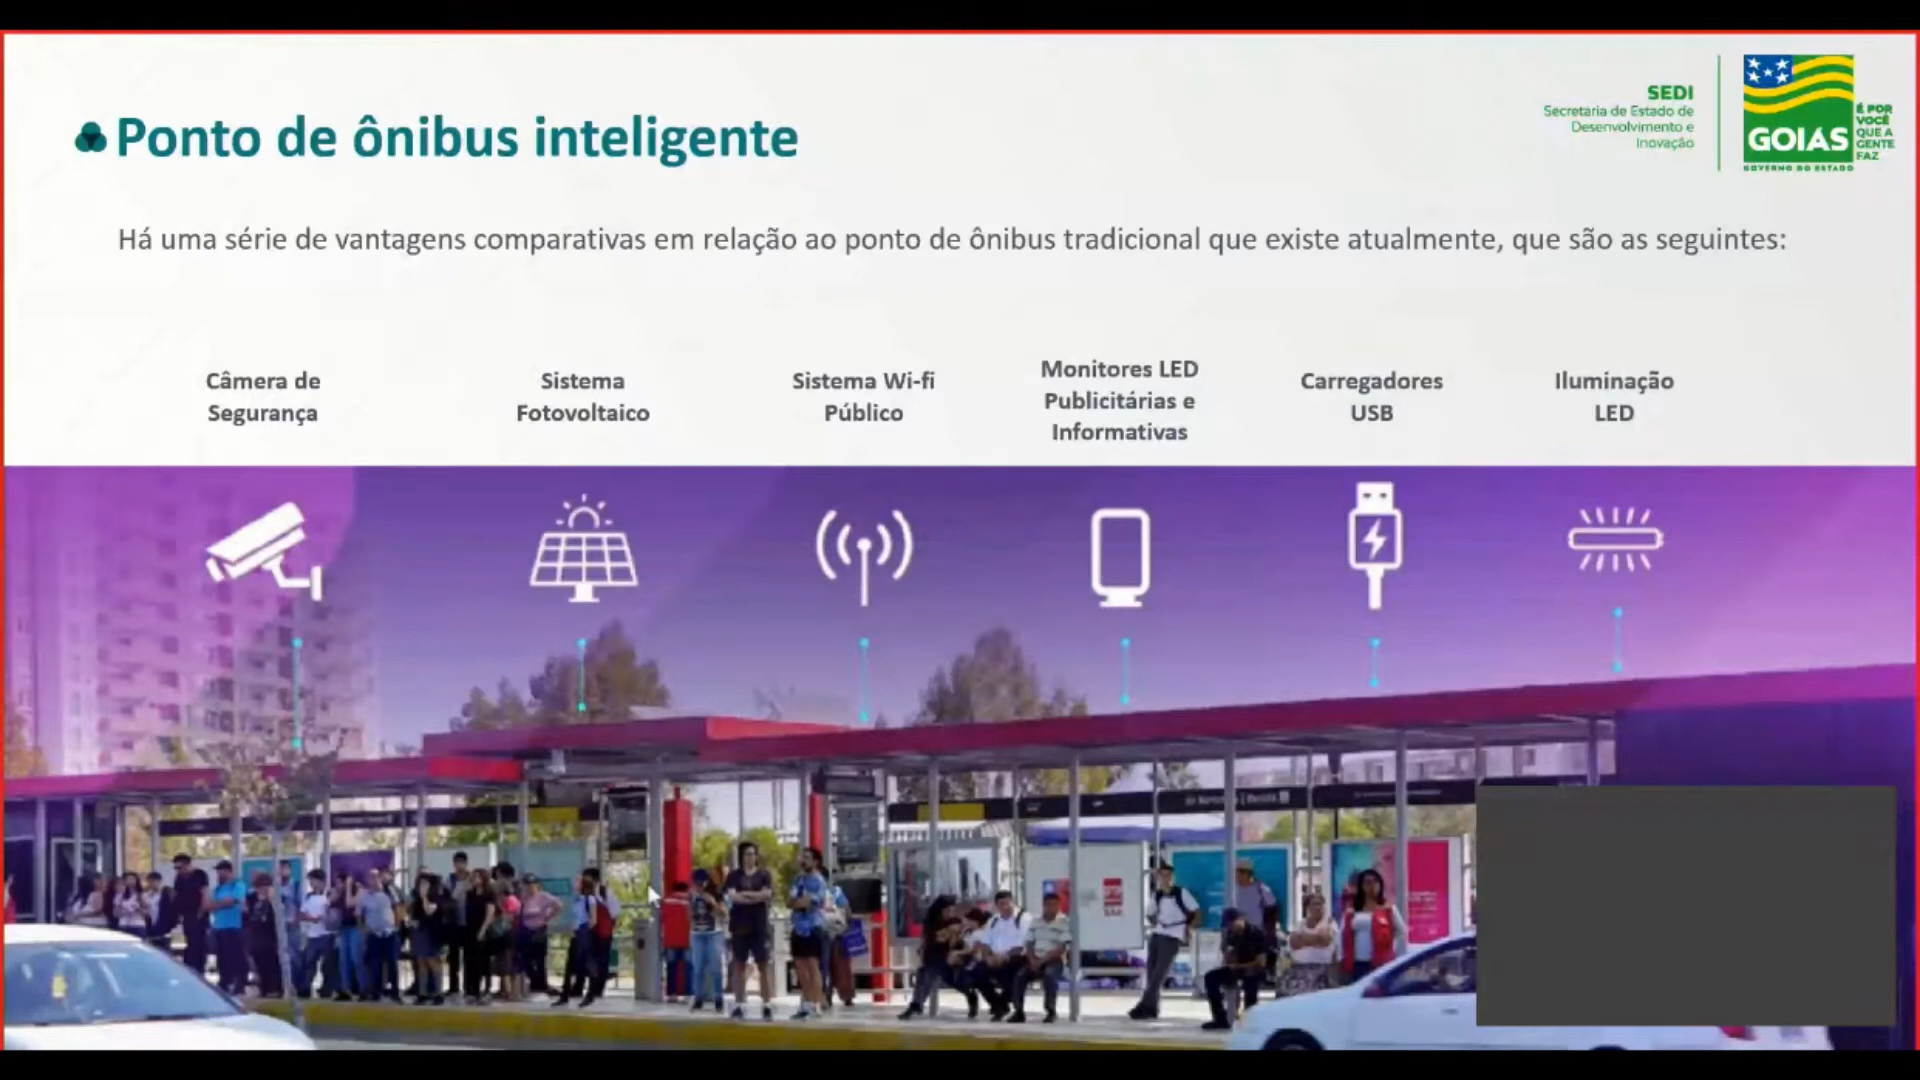 SEDI
Secretaria de Estado de
Desenvolvimento e
Inovação
GOIÁS
GOVERNO DO ESTADO
É POR
VOCÊ
QUE A
GENTE
FAZ
Ponto de ônibus inteligente
Há uma série de vantagens comparativas em relação ao ponto de ônibus tradicional que existe atualmente, que são as seguintes:
Câmera de
Segurança
Sistema
Fotovoltaico
Sistema Wi-fi
Público
Monitores LED
Publicitárias e
Informativas
Carregadores
USB
Iluminação
LED